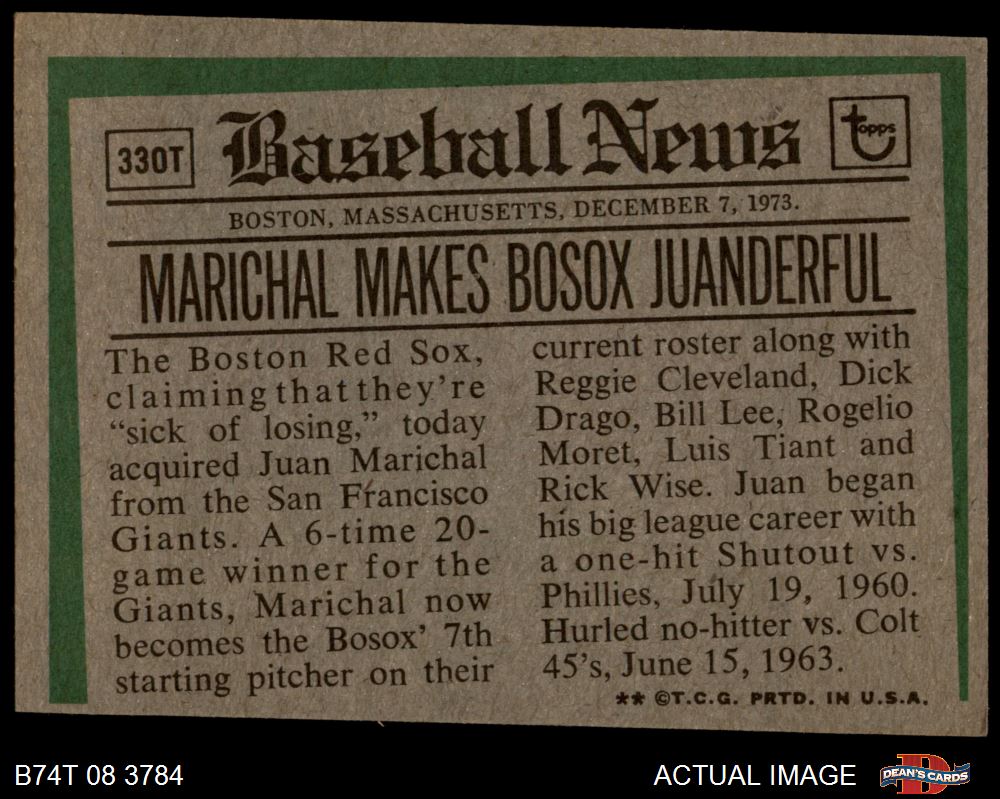 330T
Baseball News
topps
BOSTON, MASSACHUSETTS, DECEMBER 7, 1973.
MARICHAL MAKES BOSOX JUANDERFUL
The Boston Red Sox,
claiming that they're
"sick of losing," today
acquired Juan Marichal
from the San Francisco
Giants. A 6-time 20-
game winner for the
Giants, Marichal now
becomes the Bosox' 7th
starting pitcher on their
current roster along with
Reggie Cleveland, Dick
Drago, Bill Lee, Rogelio
Moret, Luis Tiant and
Rick Wise. Juan began
his big league career with
a one-hit Shutout vs.
Phillies, July 19, 1960.
Hurled no-hitter vs. Colt
45's, June 15, 1963.
** ©T.C.G. PRTD. IN U.S.A.
B74T 08 3784
ACTUAL IMAGE
D
DEAN'S CARDS